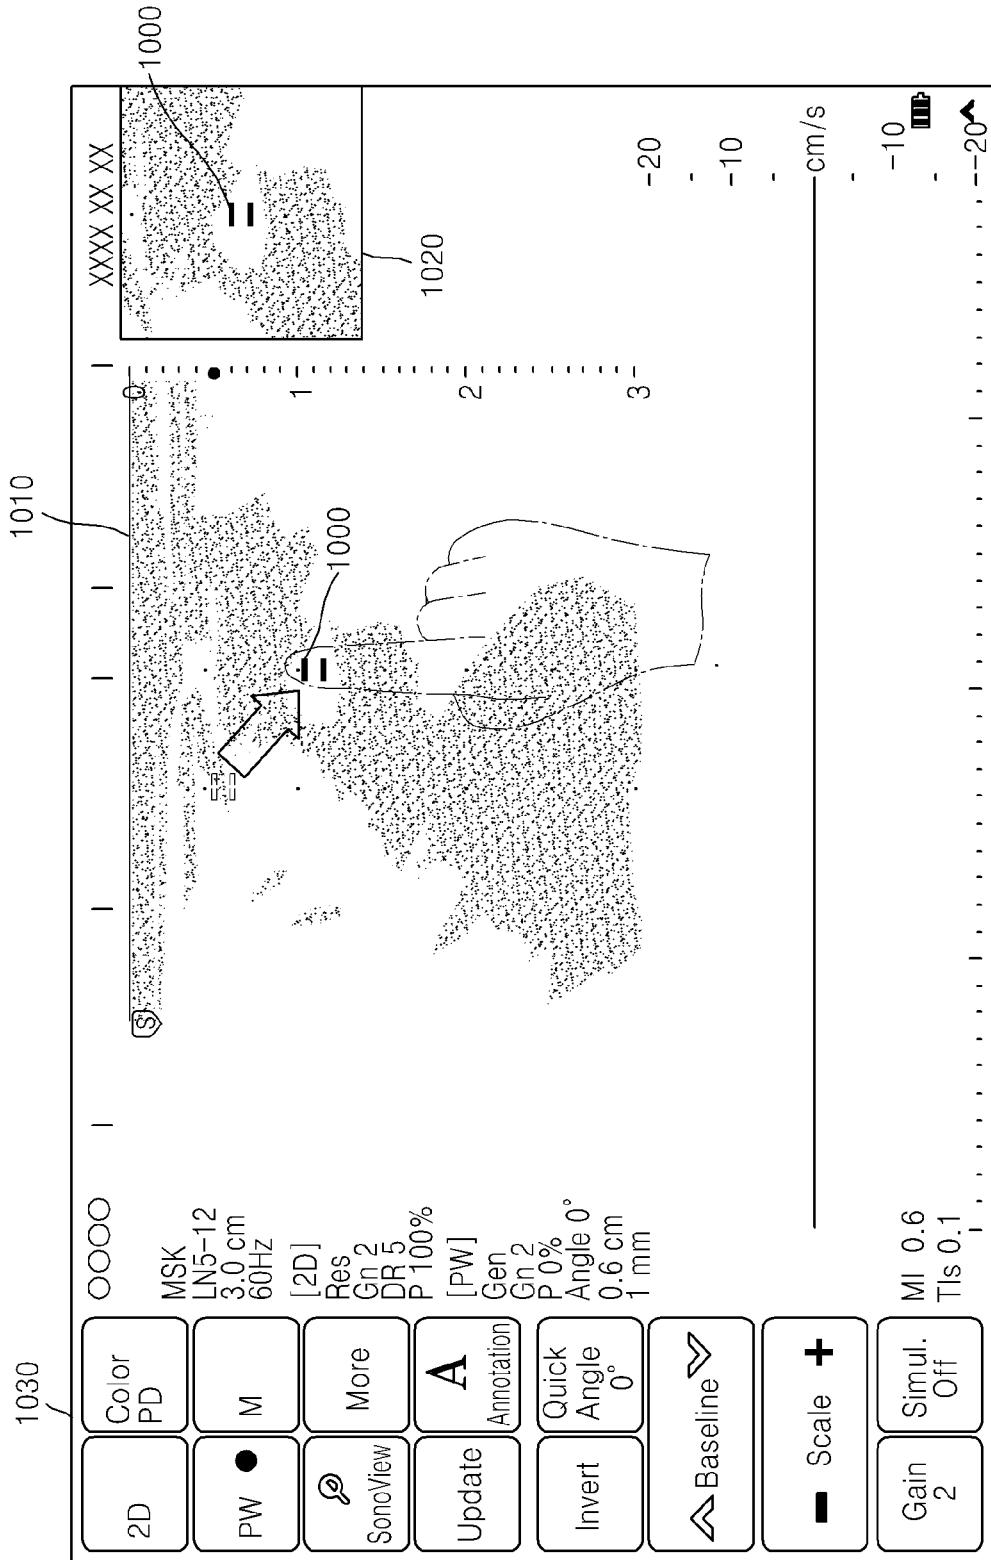 1030
1010
1000
○○○○
XXXX XX XX
2D
Color
PD
PW ●
M
SonoView
More
Update
A
Annotation
Invert
Quick
Angle
0°
Baseline
Scale
Gain
2
Simul.
Off
MSK
LN5-12
3.0 cm
60Hz
[2D]
Res
Gn 2
DR 5
P 100%
[PW]
Gen
Gn 2
P 0%
Angle 0°
0.6 cm
1 mm
MI 0.6
TIs 0.1
S
0
1
2
3
1000
1020
-20
-10
cm/s
-10
-20